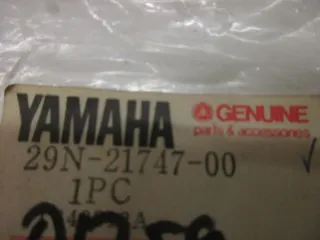 YAMAHA
GENUINE
parts & accessories
29N-21747-00
1PC